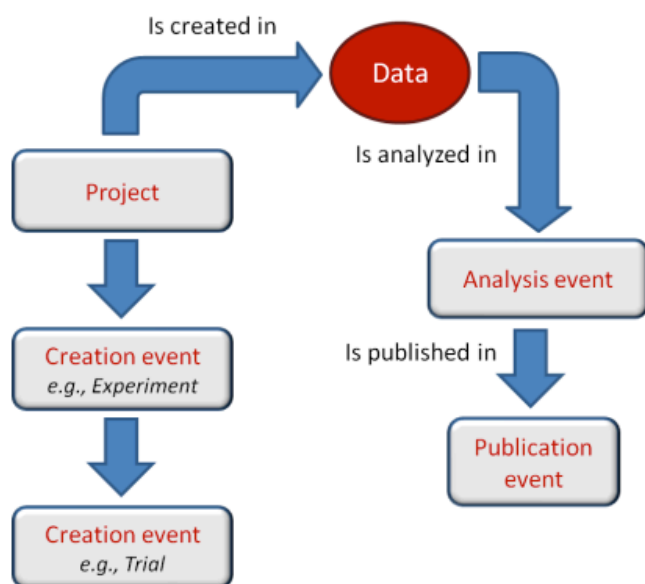 Is created in
Data
Is analyzed in
Project
Analysis event
Creation event
e.g., Experiment
Is published in
Publication
event
Creation event
e.g., Trial